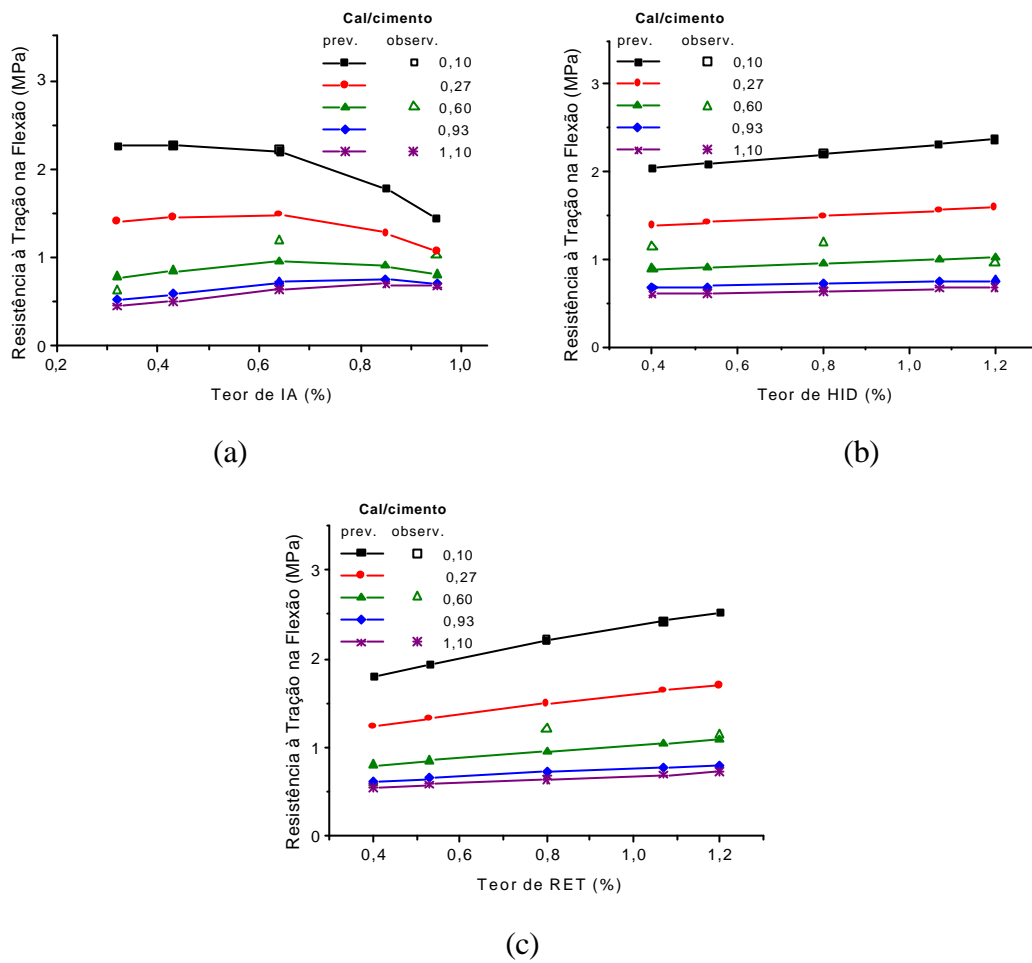 Cal/cimento
prev. observ.
0,10
0,27
0,60
0,93
1,10
Resistência à Tração na Flexão (MPa)
3
2
1
0
0,2 0,4 0,6 0,8 1,0
Teor de IA (%)
(a)
Cal/cimento
prev. observ.
0,10
0,27
0,60
0,93
1,10
Resistência à Tração na Flexão (MPa)
3
2
1
0
0,4 0,6 0,8 1,0 1,2
Teor de HID (%)
(b)
Cal/cimento
prev. observ.
0,10
0,27
0,60
0,93
1,10
Resistência à Tração na Flexão (MPa)
3
2
1
0
0,4 0,6 0,8 1,0 1,2
Teor de RET (%)
(c)